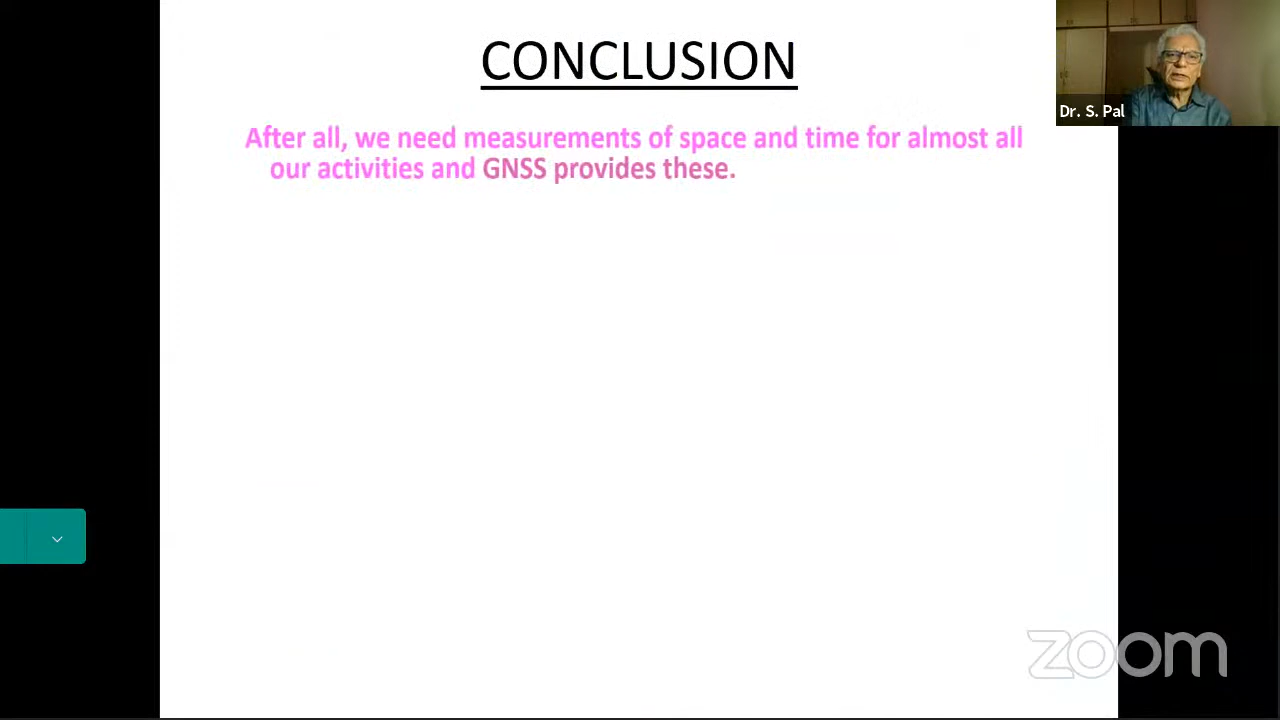 CONCLUSION
Dr. S. Pal
After all, we need measurements of space and time for almost all
our activities and GNSS provides these.
zoom